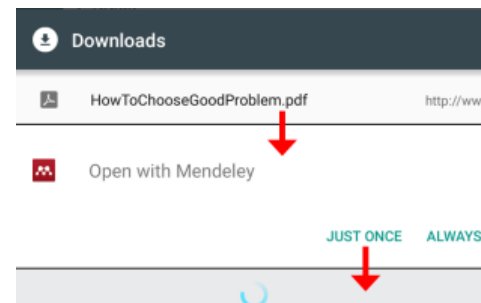 Downloads
HowToChooseGoodProblem.pdf http://ww
Open with Mendeley
JUST ONCE ALWAYS